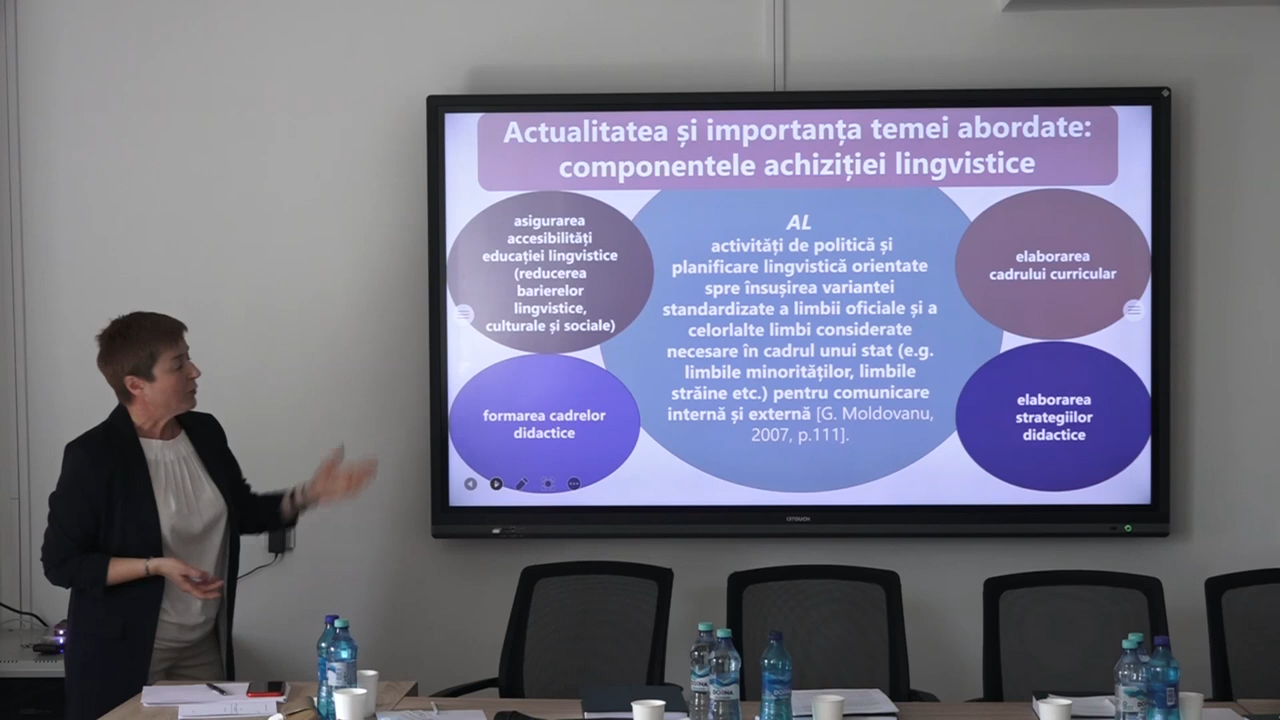 Actualitatea și importanța temei abordate:
componentele achiziției lingvistice
asigurarea
accesibilități
educației lingvistice
(reducerea
barierelor
lingvistice,
culturale și sociale)
formarea cadrelor
didactice
AL
activități de politică și
planificare lingvistică orientate
spre însușirea variantei
standardizate a limbii oficiale și a
celorlalte limbi considerate
necesare în cadrul unui stat (e.g.
limbile minorităților, limbile
străine etc.) pentru comunicare
internă și externă [G. Moldovanu,
2007, p.111].
elaborarea
cadrului curricular
elaborarea
strategiilor
didactice
DORNA